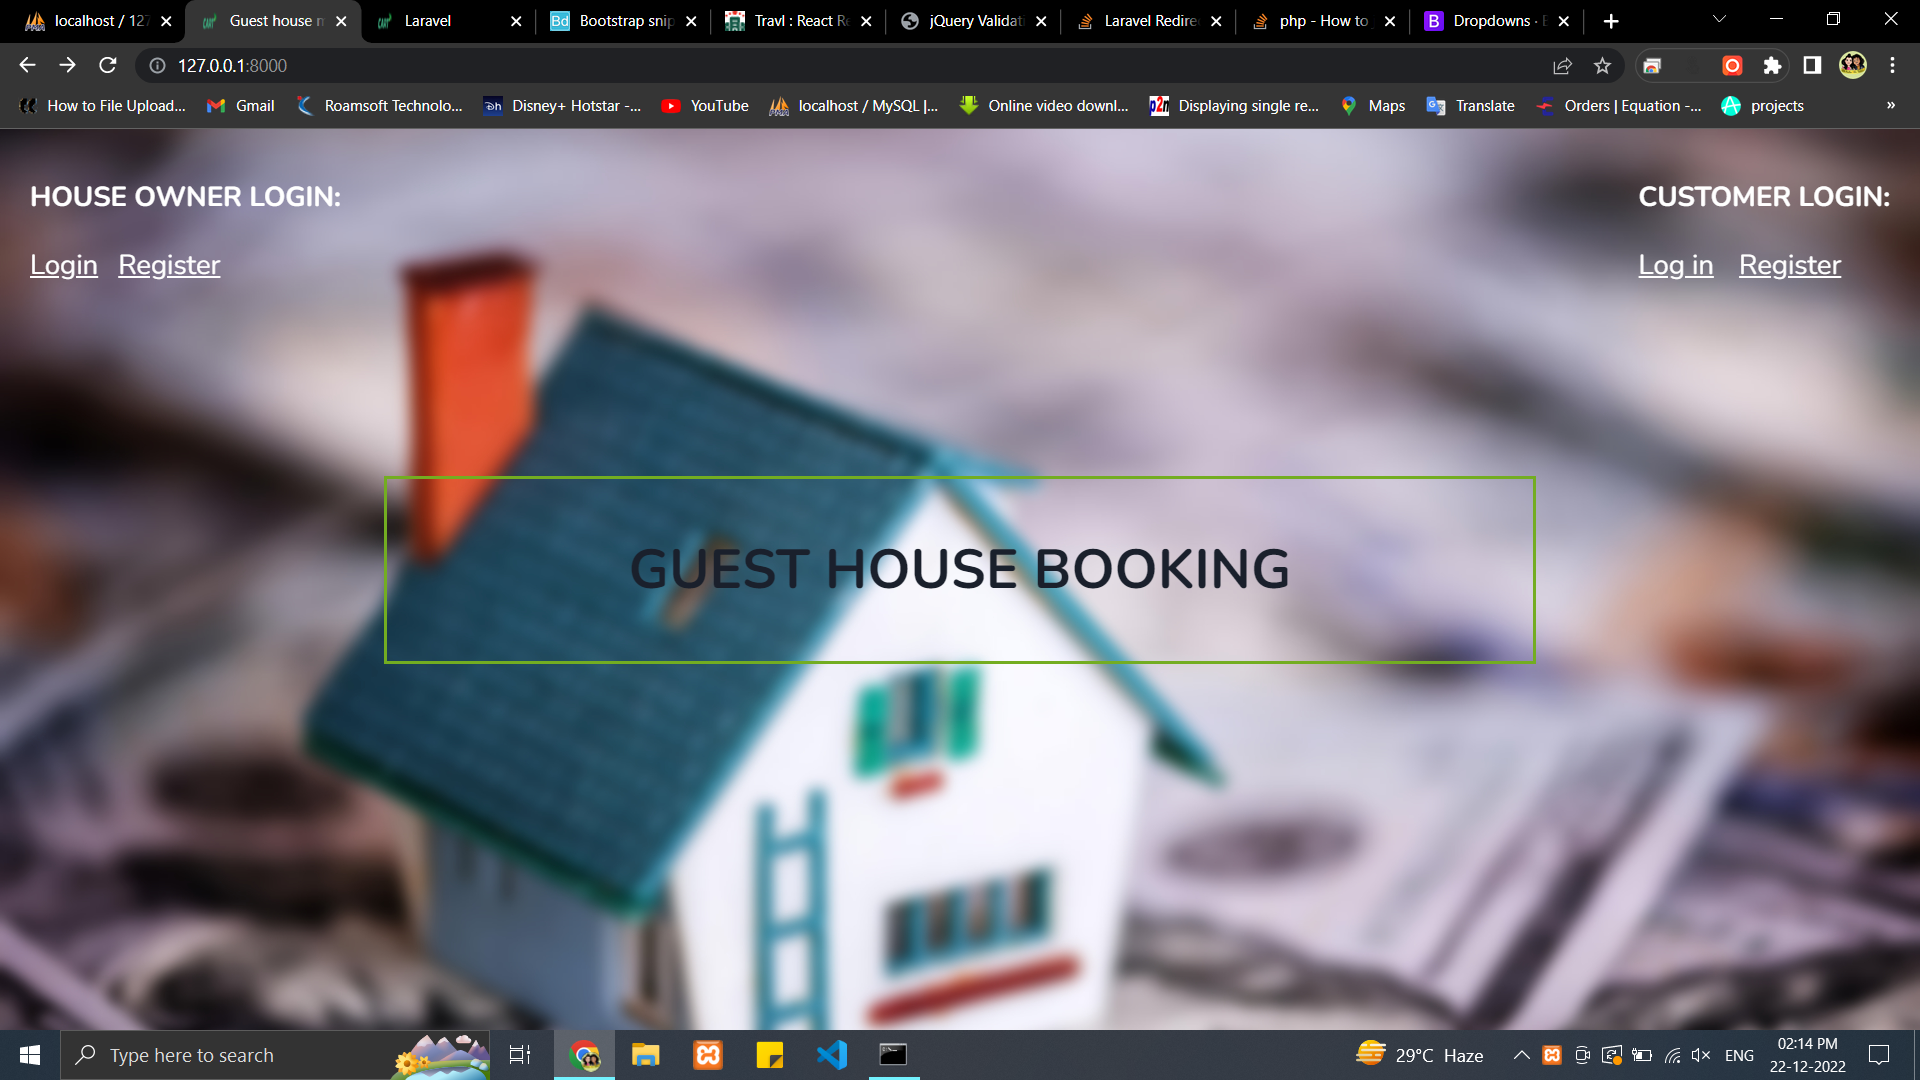 localhost / 127
Guest house m
Laravel
Bootstrap snip
Travl : React Re
jQuery Validati
Laravel Redire
php - How to
Dropdowns · B
127.0.0.1:8000
How to File Upload...
Gmail
Roamsoft Technolo...
Disney+ Hotstar -...
YouTube
localhost / MySQL |...
Online video downl...
Displaying single re...
Maps
Translate
Orders | Equation -...
projects
»
HOUSE OWNER LOGIN:
CUSTOMER LOGIN:
Login Register
Log in Register
GUEST HOUSE BOOKING
Type here to search
29°C Haze
ENG
02:14 PM
22-12-2022